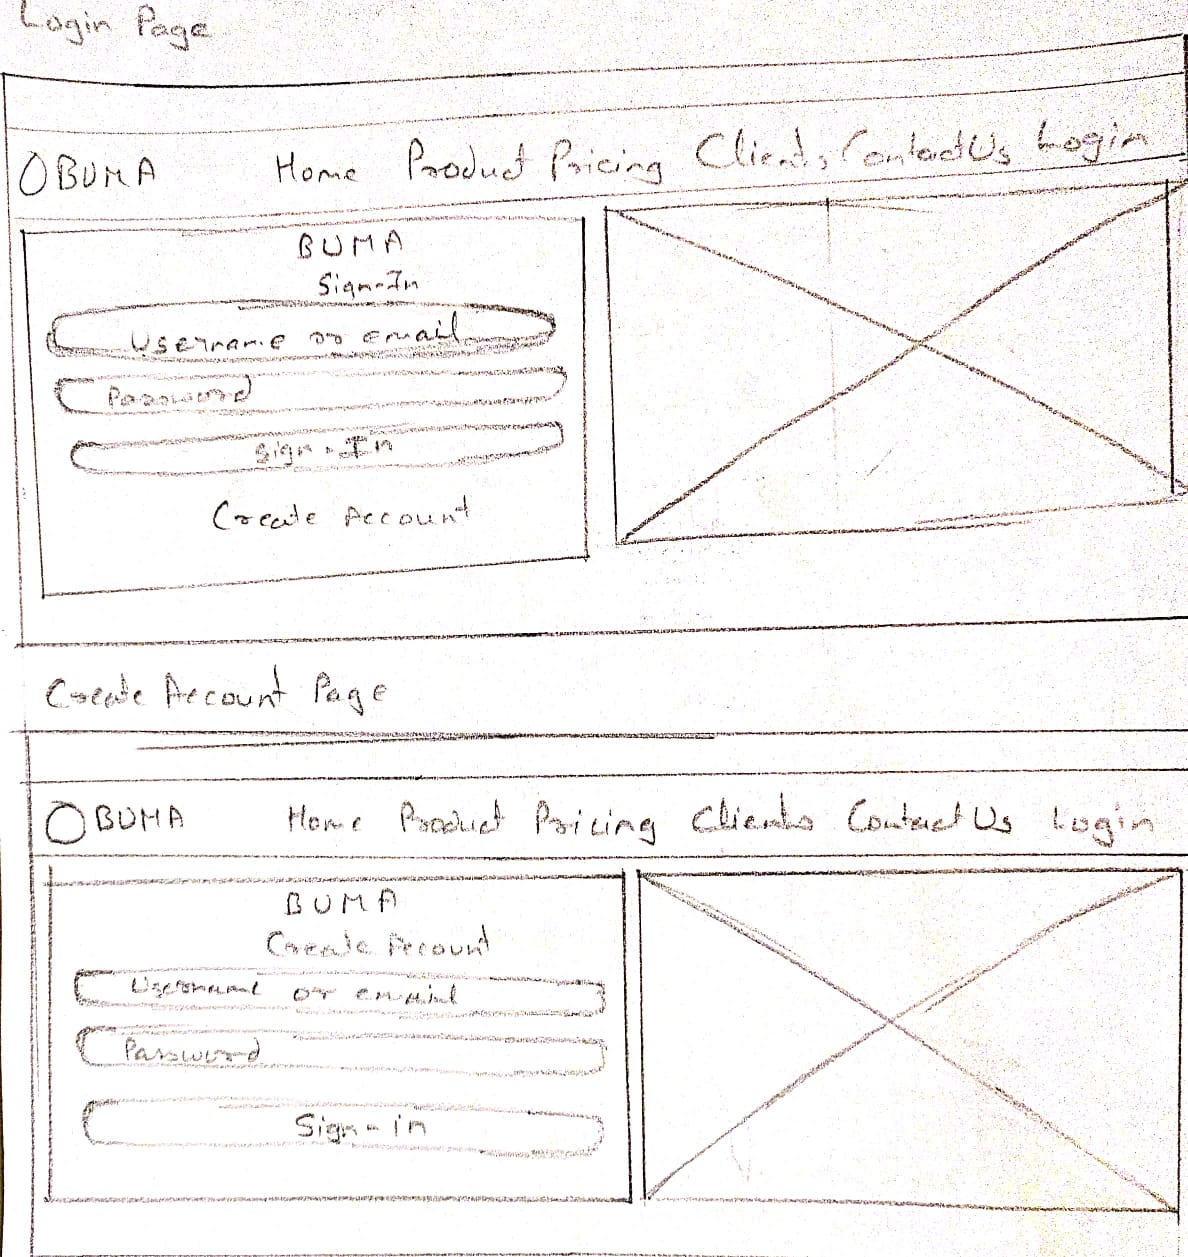 Login Page
BUMA Home Product Pricing Clients Contact Us Login
BUMA
Sign-In
Username or email
Password
Sign-In
Create Account
Create Account Page
BUMA Home Product Pricing Clients Contact Us Login
BUMA
Create Account
Username or email
Password
Sign-in